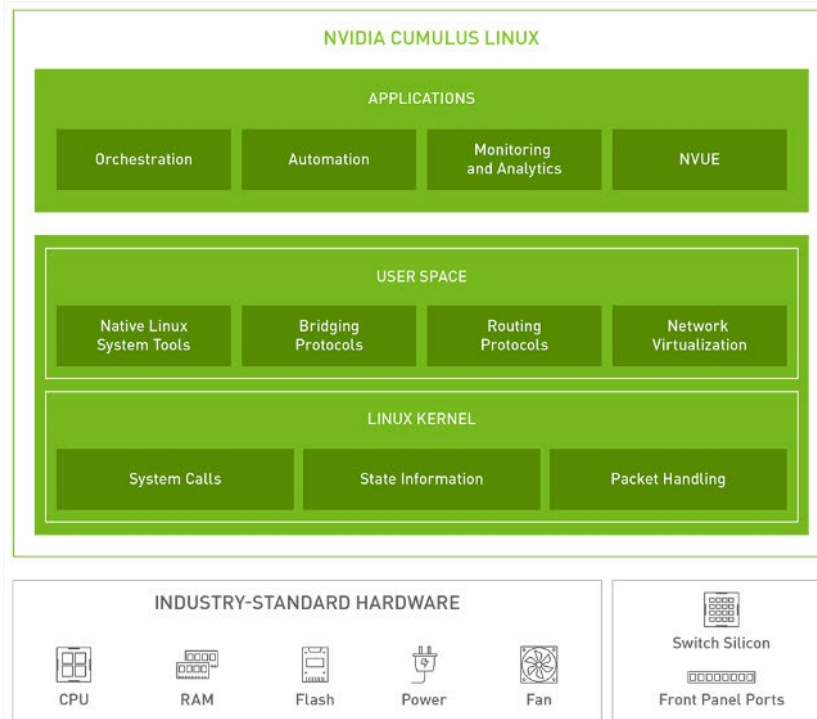 NVIDIA CUMULUS LINUX
APPLICATIONS
Orchestration
Automation
Monitoring
and Analytics
NVUE
USER SPACE
Native Linux
System Tools
Bridging
Protocols
Routing
Protocols
Network
Virtualization
LINUX KERNEL
System Calls
State Information
Packet Handling
INDUSTRY-STANDARD HARDWARE
CPU
RAM
Flash
Power
Fan
Switch Silicon
Front Panel Ports